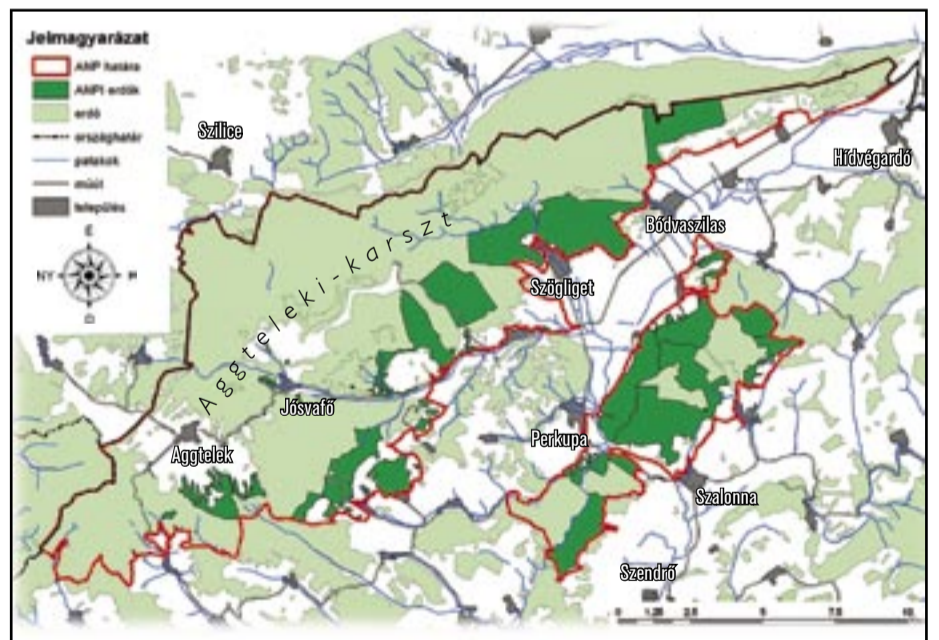 Jelmagyarázat
ANP határa
ANPI erdők
erdő
országhatár
patakok
műút
település
É
NY
D
Szilice
Hídvégardó
Bódvaszilas
Szögliget
Aggteleki-karszt
Jósvafő
Aggtelek
Perkupa
Szalonna
Szendrő
0 1.25 2.5 5 7.5 10